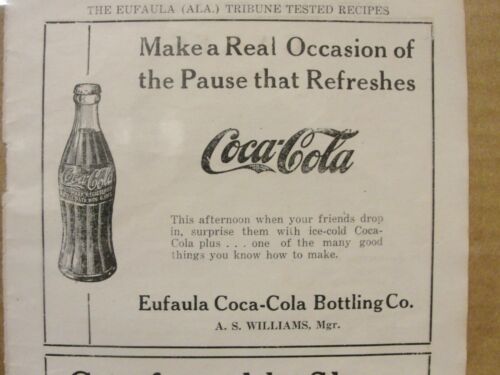 THE EUFAULA (ALA.) TRIBUNE TESTED RECIPES
Make a Real Occasion of
the Pause that Refreshes
Coca-Cola
Coca-Cola
This afternoon when your friends drop
in, surprise them with ice-cold Coca-
Cola plus . . . one of the many good
things you know how to make.
Eufaula Coca-Cola Bottling Co.
A. S. WILLIAMS, Mgr.